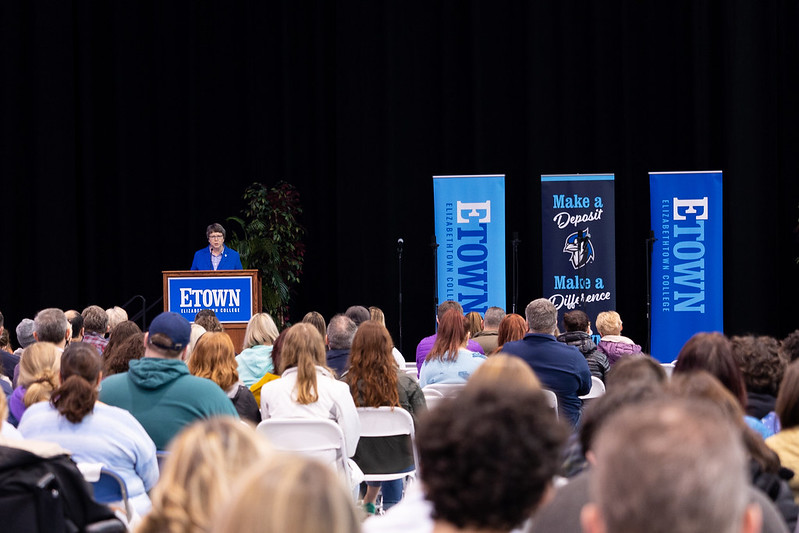 ETOWN
ELIZABETHTOWN COLLEGE
ETOWN
ELIZABETHTOWN COLLEGE
Make a
Deposit
Make a
Difference
ETOWN
ELIZABETHTOWN COLLEGE